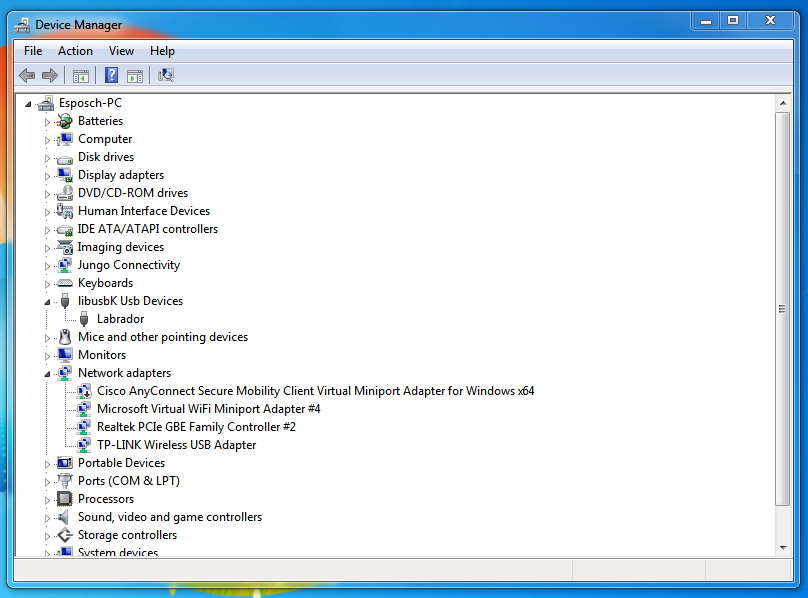 Device Manager
File Action View Help
Esposch-PC
Batteries
Computer
Disk drives
Display adapters
DVD/CD-ROM drives
Human Interface Devices
IDE ATA/ATAPI controllers
Imaging devices
Jungo Connectivity
Keyboards
libusbK Usb Devices
Labrador
Mice and other pointing devices
Monitors
Network adapters
Cisco AnyConnect Secure Mobility Client Virtual Miniport Adapter for Windows x64
Microsoft Virtual WiFi Miniport Adapter #4
Realtek PCIe GBE Family Controller #2
TP-LINK Wireless USB Adapter
Portable Devices
Ports (COM & LPT)
Processors
Sound, video and game controllers
Storage controllers
System devices